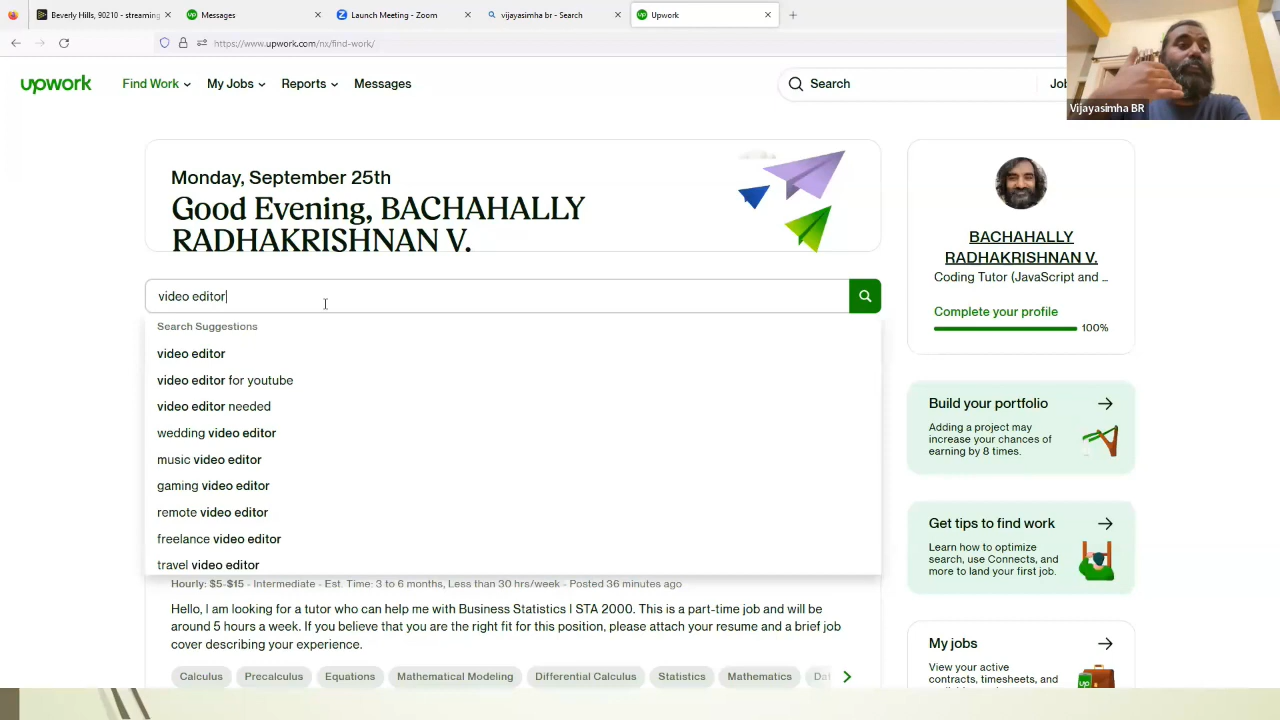 Beverly Hills, 90210 - streaming
Messages
Launch Meeting - Zoom
vijayasimha br - Search
Upwork
https://www.upwork.com/nx/find-work/
upwork
Find Work
My Jobs
Reports
Messages
Search
Job
Vijayasimha BR
Monday, September 25th
Good Evening, BACHAHALLY
RADHAKRISHNAN V.
BACHAHALLY
RADHAKRISHNAN V.
Coding Tutor (JavaScript and ...
Complete your profile
100%
video editor
Search Suggestions
video editor
video editor for youtube
video editor needed
wedding video editor
music video editor
gaming video editor
remote video editor
freelance video editor
travel video editor
Hourly: $5-$15 - Intermediate - Est. Time: 3 to 6 months, Less than 30 hrs/week - Posted 36 minutes ago
Hello, I am looking for a tutor who can help me with Business Statistics | STA 2000. This is a part-time job and will be
around 5 hours a week. If you believe that you are the right fit for this position, please attach your resume and a brief job
cover describing your experience.
Calculus
Precalculus
Equations
Mathematical Modeling
Differential Calculus
Statistics
Mathematics
Dat
Build your portfolio
Adding a project may
increase your chances of
earning by 8 times.
Get tips to find work
Learn how to optimize
search, use Connects, and
more to land your first job.
My jobs
View your active
contracts, timesheets, and
up